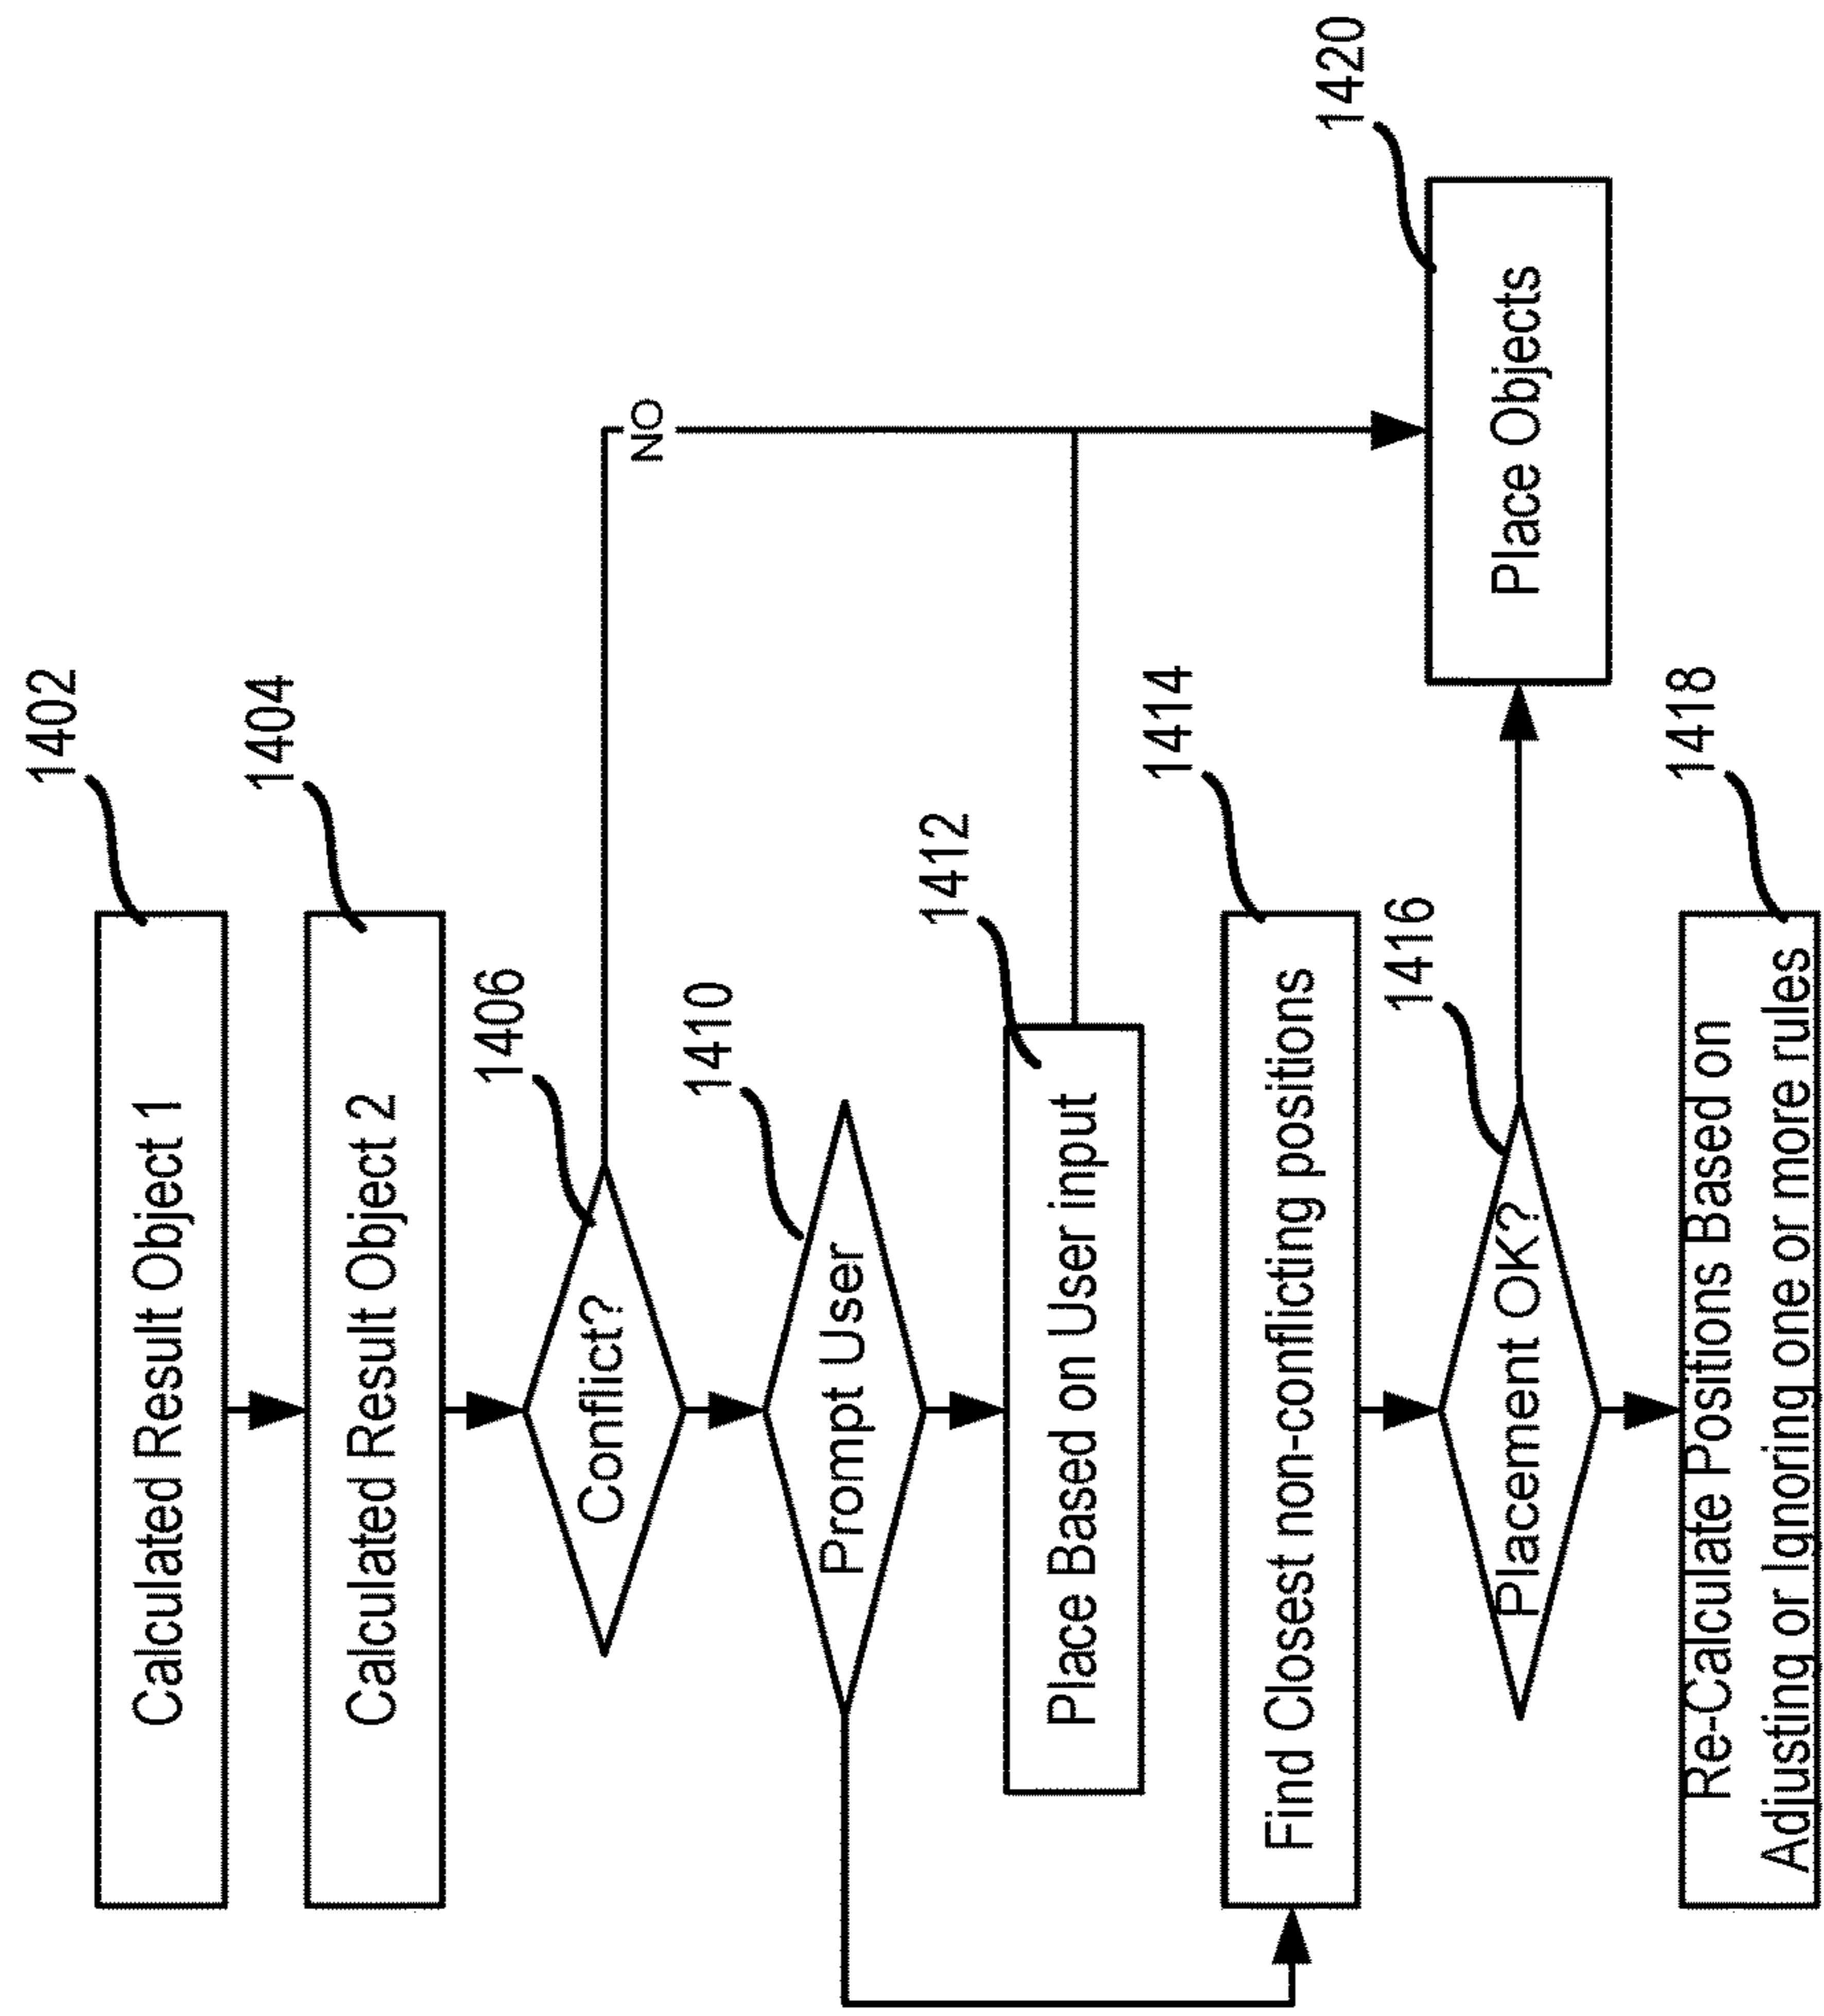 1402
Calculated Result Object 1
1404
Calculated Result Object 2
1406
Conflict?
NO
1410
Prompt User
1412
Place Based on User input
1414
Find Closest non-conflicting positions
1416
Placement OK?
1418
Re-Calculate Positions Based on
Adjusting or Ignoring one or more rules
1420
Place Objects